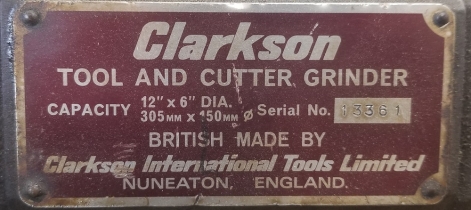 Clarkson
TOOL AND CUTTER GRINDER
CAPACITY 12" x 6" DIA.
305MM x 150MM ø Serial No. 13361
BRITISH MADE BY
Clarkson International Tools Limited
NUNEATON, ENGLAND.